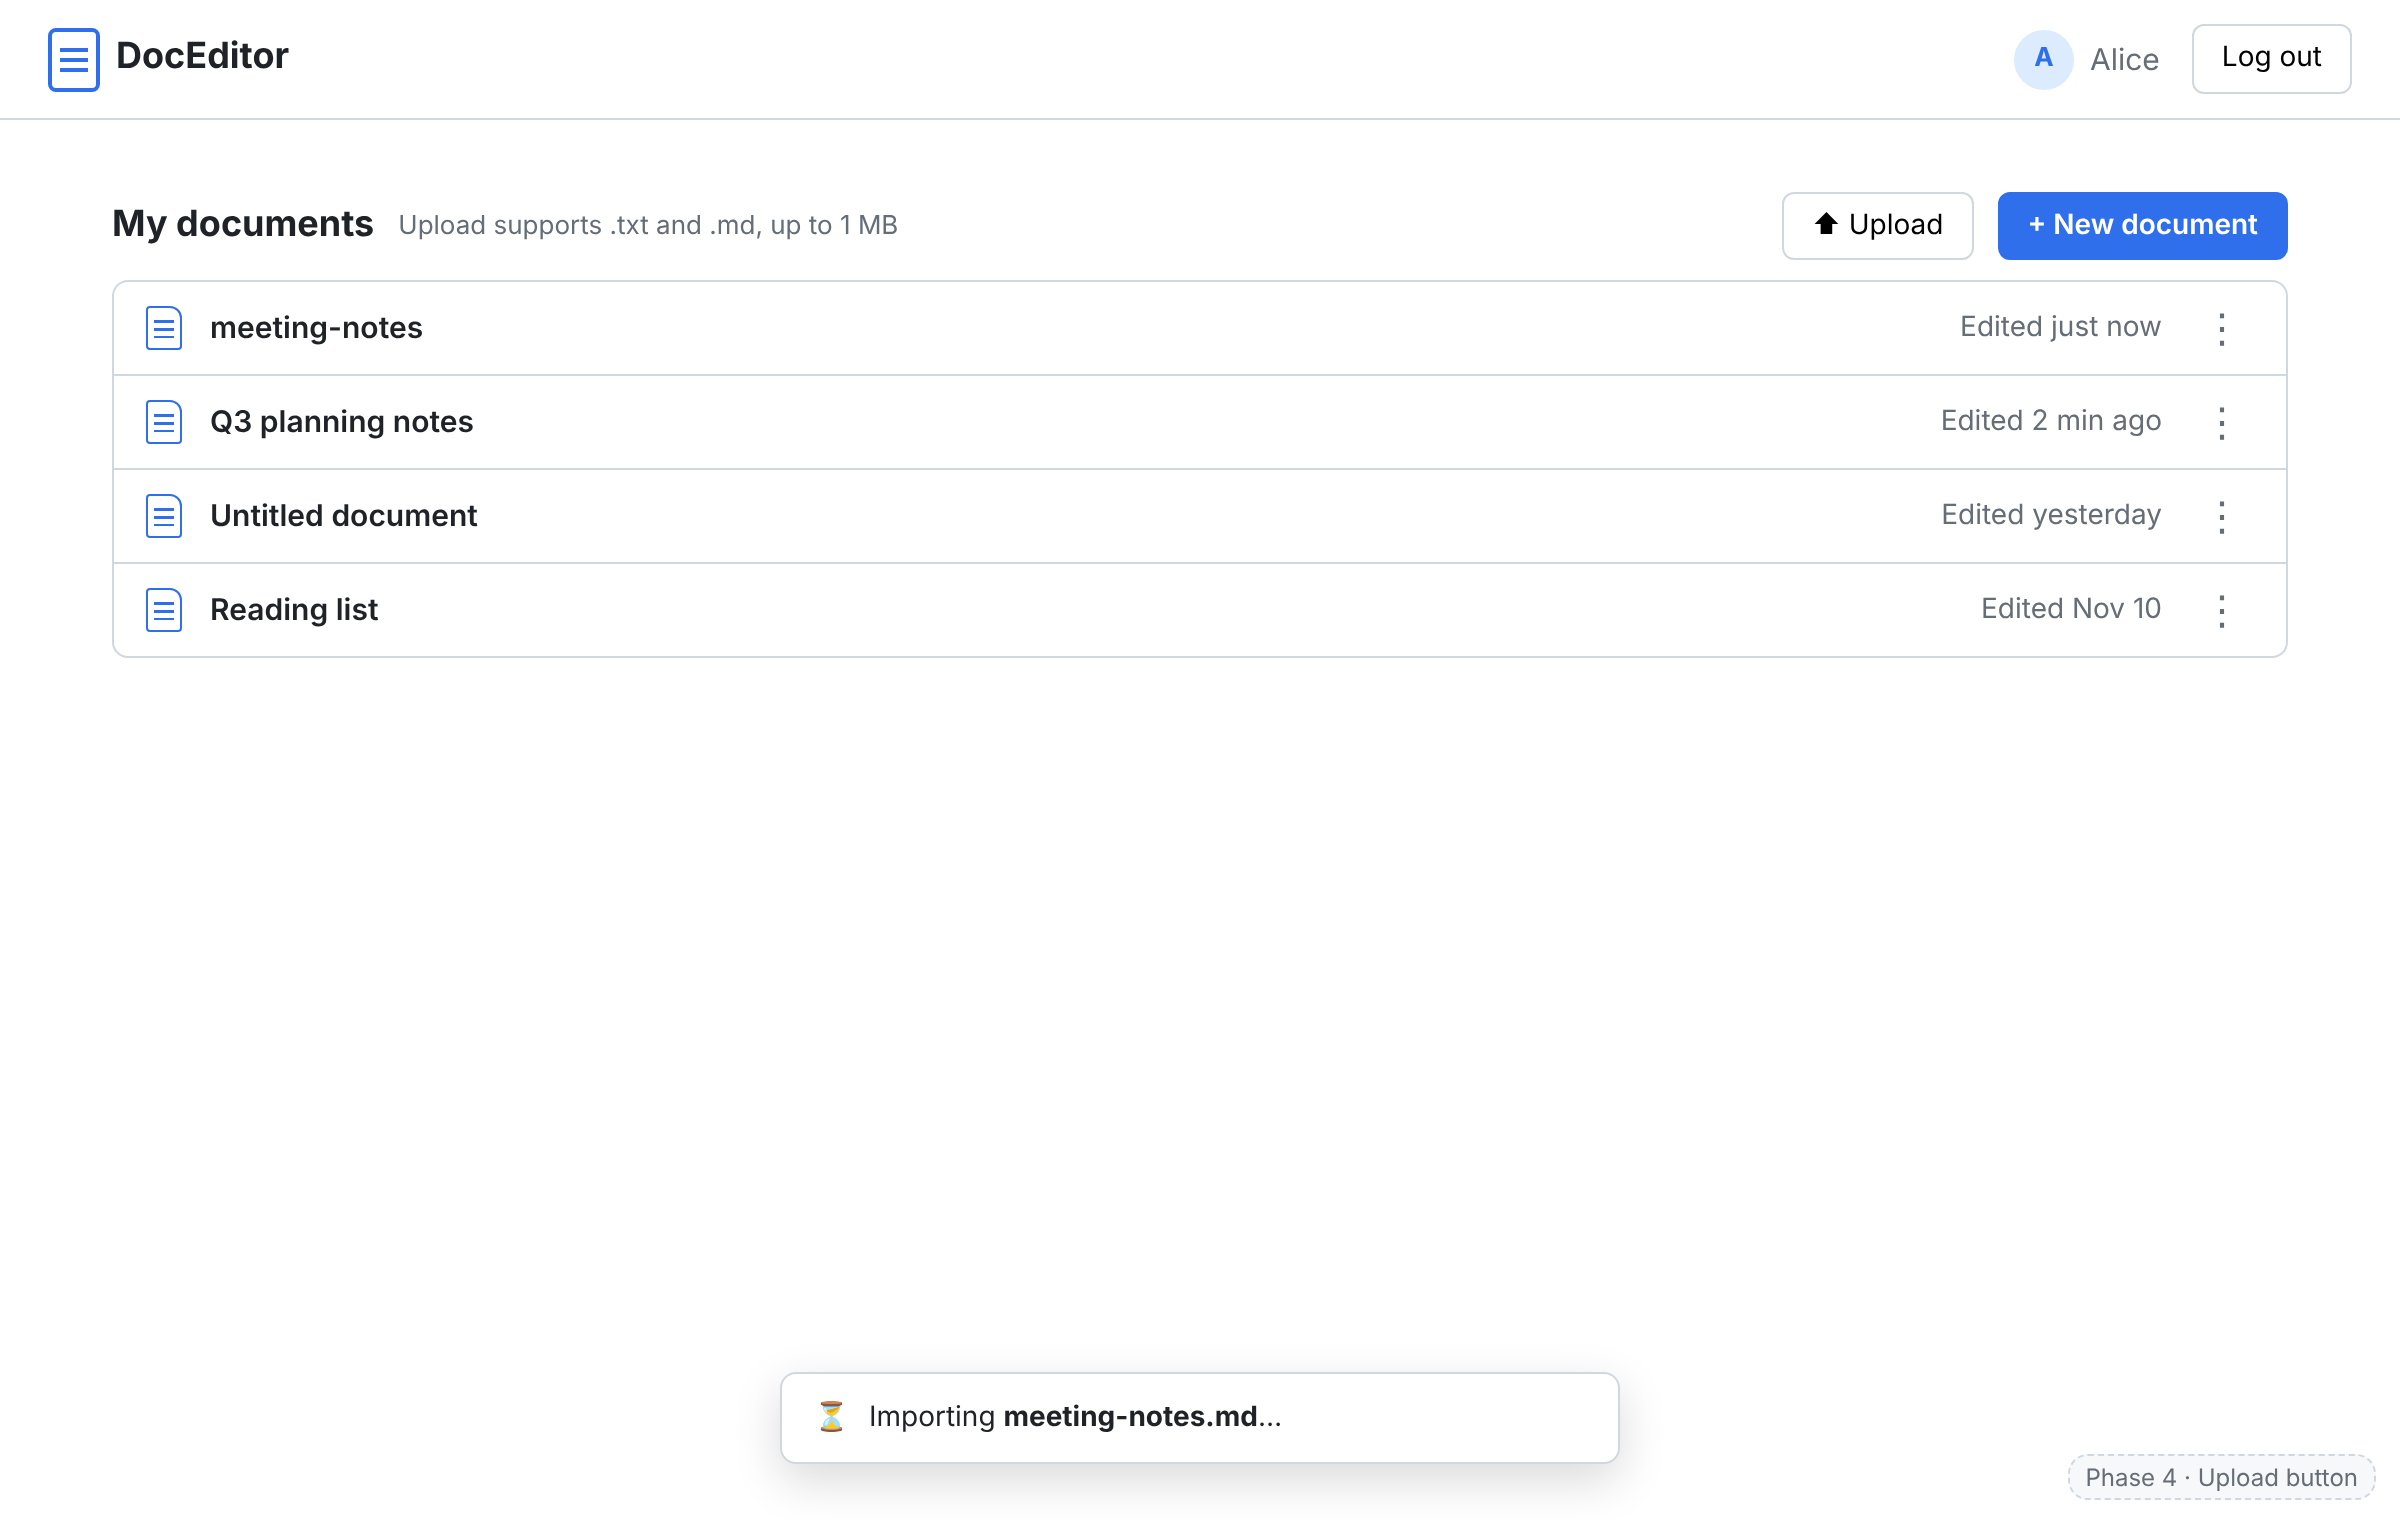 DocEditor
A Alice Log out
My documents Upload supports .txt and .md, up to 1 MB Upload + New document
meeting-notes Edited just now
Q3 planning notes Edited 2 min ago
Untitled document Edited yesterday
Reading list Edited Nov 10
Importing meeting-notes.md...
Phase 4 · Upload button